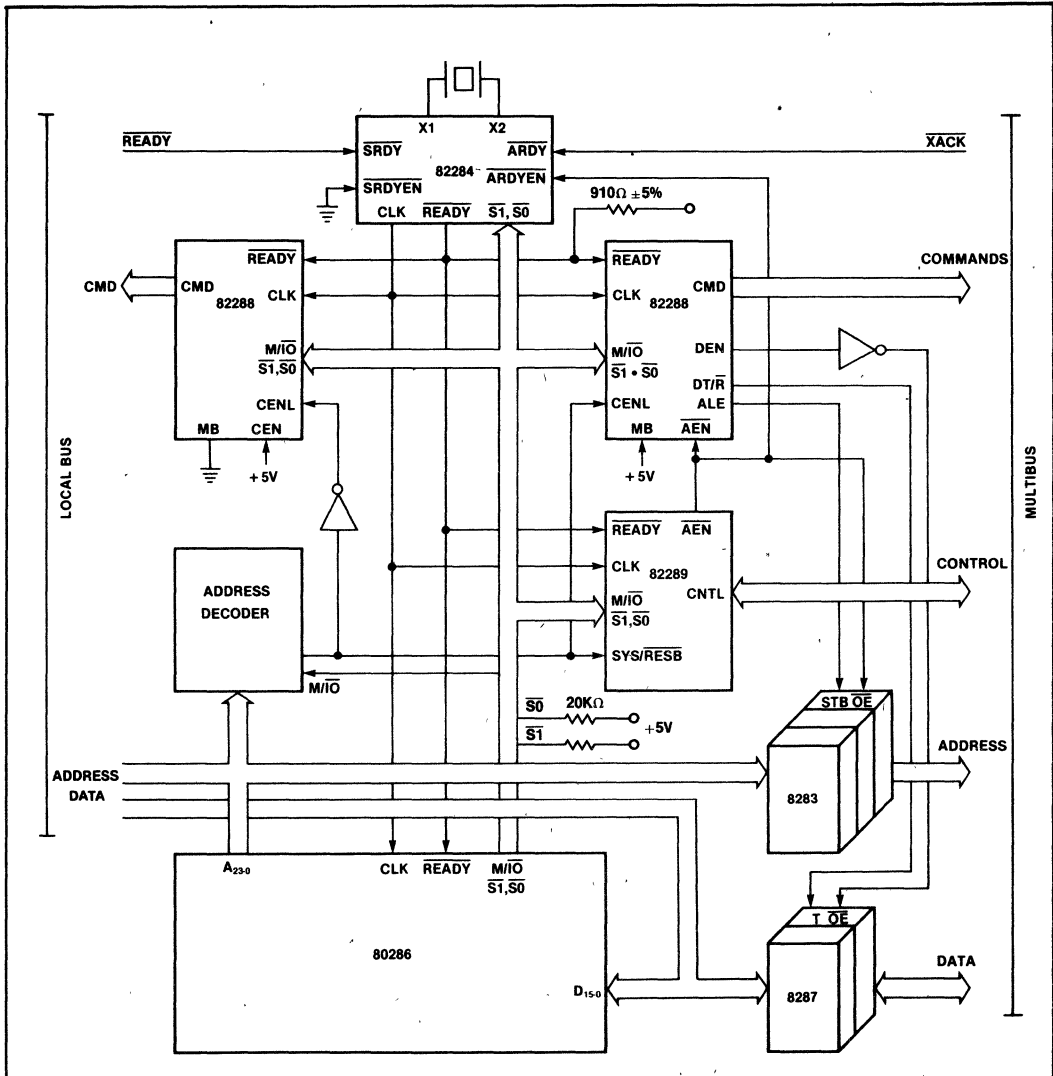 X1 X2
READY
SRDY
ARDY
XACK
82284
SRDYEN
ARDYEN
CLK READY S1, S0
910Ω ±5%
READY
READY
COMMANDS
CMD
CMD
82288
CLK
CLK
82288
CMD
M/IO
S1,S0
M/IO
S1 • S0
DEN
DT/R
ALE
CENL
CENL
MB CEN
+5V
MB AEN
+5V
LOCAL BUS
MULTIBUS
READY AEN
CLK
82289
CNTL
CONTROL
M/IO
S1,S0
ADDRESS
DECODER
SYS/RESB
M/IO
S0 20KΩ
S1 +5V
STB OE
ADDRESS
ADDRESS
DATA
8283
A23-0 CLK READY M/IO
S1,S0
T OE
80286
DATA
D15-0
8287